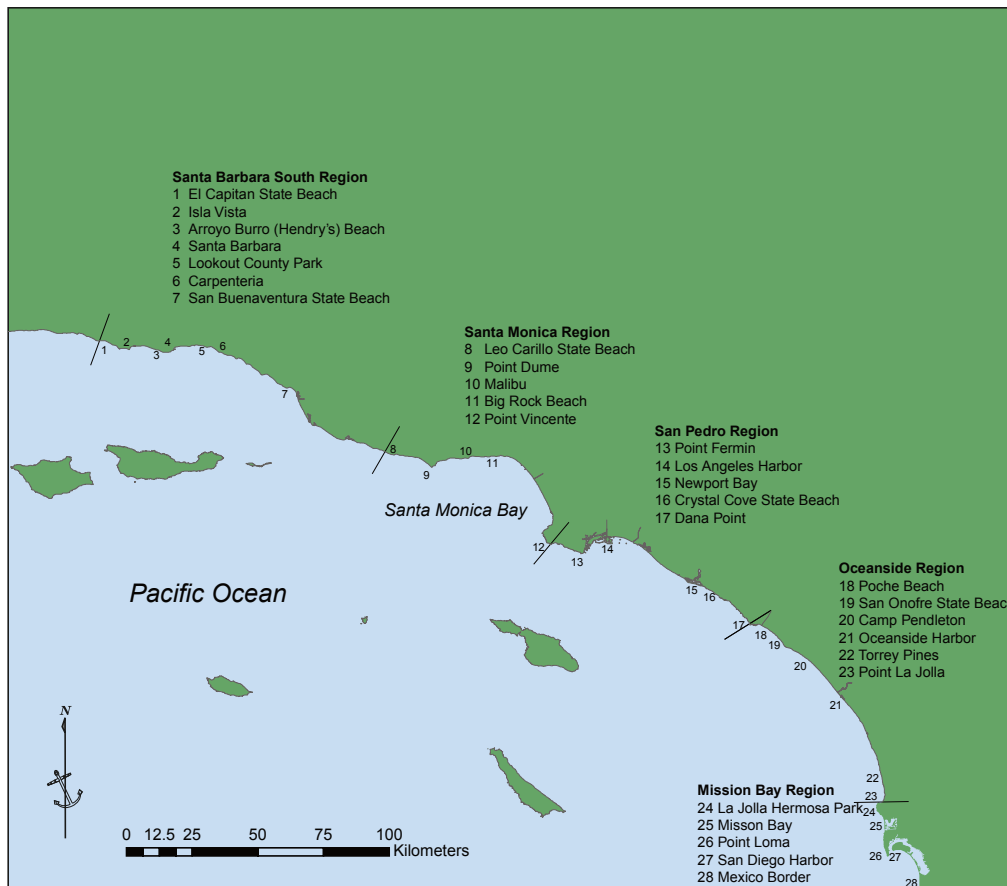 Santa Barbara South Region
1 El Capitan State Beach
2 Isla Vista
3 Arroyo Burro (Hendry's) Beach
4 Santa Barbara
5 Lookout County Park
6 Carpenteria
7 San Buenaventura State Beach
Santa Monica Region
8 Leo Carillo State Beach
9 Point Dume
10 Malibu
11 Big Rock Beach
12 Point Vincente
San Pedro Region
13 Point Fermin
14 Los Angeles Harbor
15 Newport Bay
16 Crystal Cove State Beach
17 Dana Point
Oceanside Region
18 Poche Beach
19 San Onofre State Beac
20 Camp Pendleton
21 Oceanside Harbor
22 Torrey Pines
23 Point La Jolla
Mission Bay Region
24 La Jolla Hermosa Park
25 Misson Bay
26 Point Loma
27 San Diego Harbor
28 Mexico Border
1
2
3
4
5
6
7
8
9
10
11
12
13
14
15
16
17
18
19
20
21
22
23
24
25
26
27
28
Santa Monica Bay
Pacific Ocean
N
0 12.5 25 50 75 100
Kilometers